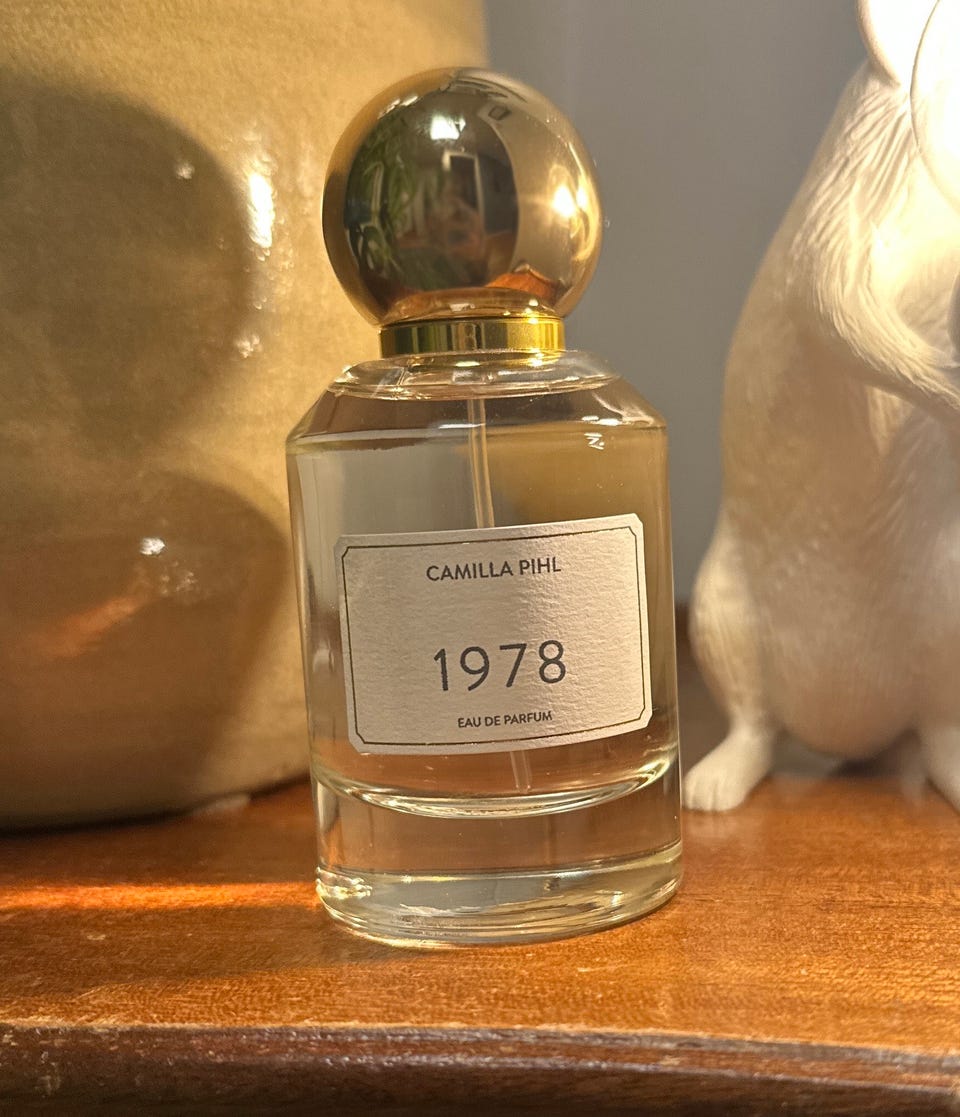 CAMILLA PIHL
1978
EAU DE PARFUM